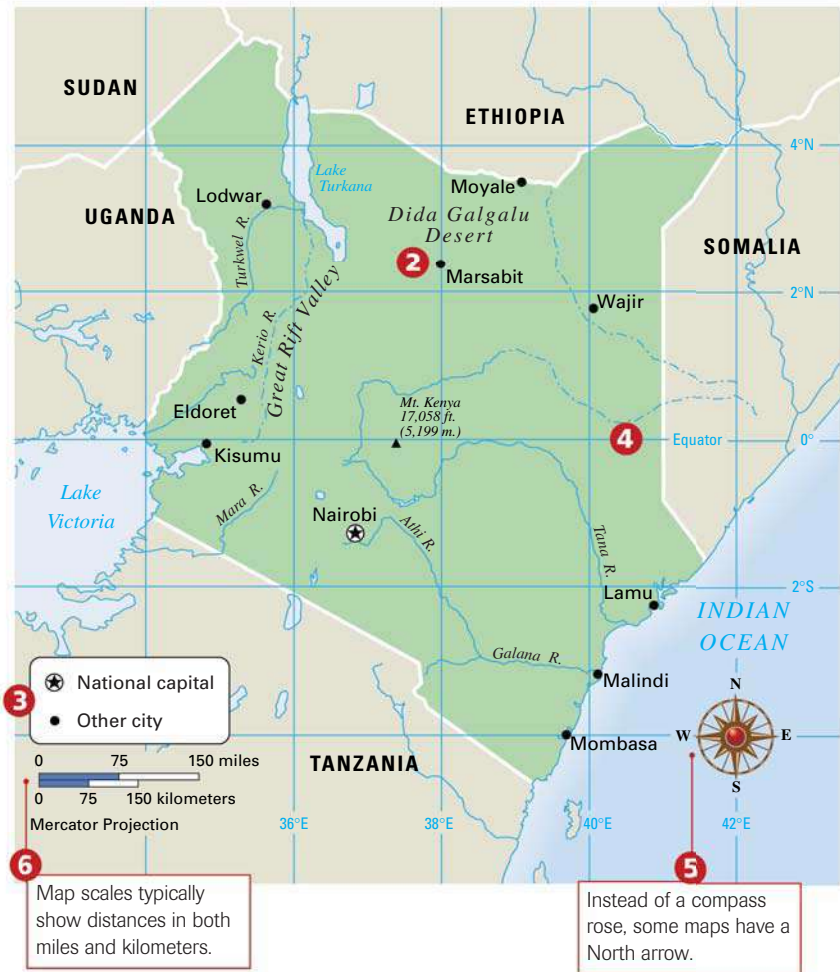 SUDAN
ETHIOPIA
4°N
Lake
Turkana
Moyale
Lodwar
UGANDA
Dida Galgalu
Desert
SOMALIA
Turkwel R.
2
Marsabit
2°N
Wajir
Great Rift Valley
Kerio R.
Mt. Kenya
17,058 ft.
(5,199 m.)
Eldoret
4
Equator
0°
Kisumu
Lake
Victoria
Mara R.
Nairobi
Athi R.
Tana R.
2°S
Lamu
INDIAN
OCEAN
Galana R.
3
National capital
Malindi
N
Other city
W
E
Mombasa
S
TANZANIA
0 75 150 miles
0 75 150 kilometers
Mercator Projection
36°E
38°E
40°E
42°E
6
Map scales typically
show distances in both
miles and kilometers.
5
Instead of a compass
rose, some maps have a
North arrow.